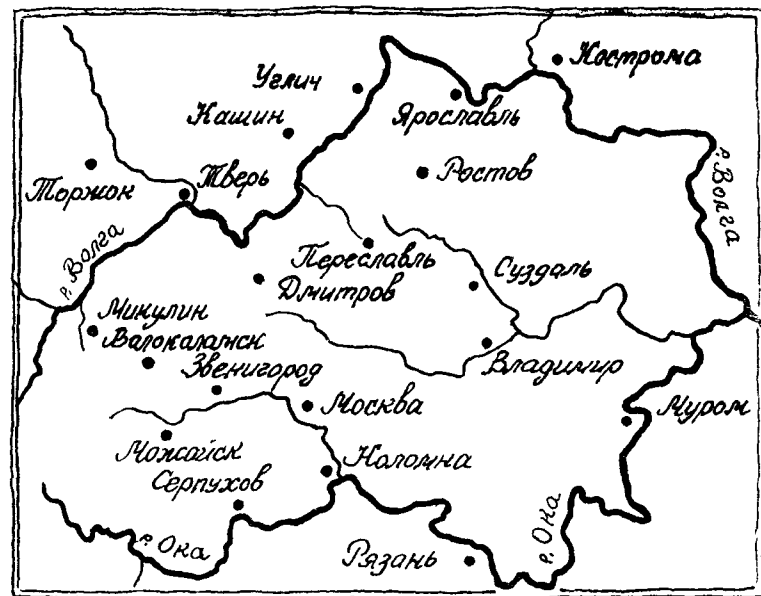 Кострома
Углич
Ярославль
Кашин
р. Волга
Ростов
Тверь
Торжок
р. Волга
Переславль
Суздаль
Дмитров
Микулин
Волокаламск
Звенигород
Владимир
Москва
Муром
Можайск
Коломна
Серпухов
р. Ока
р. Ока
Рязань